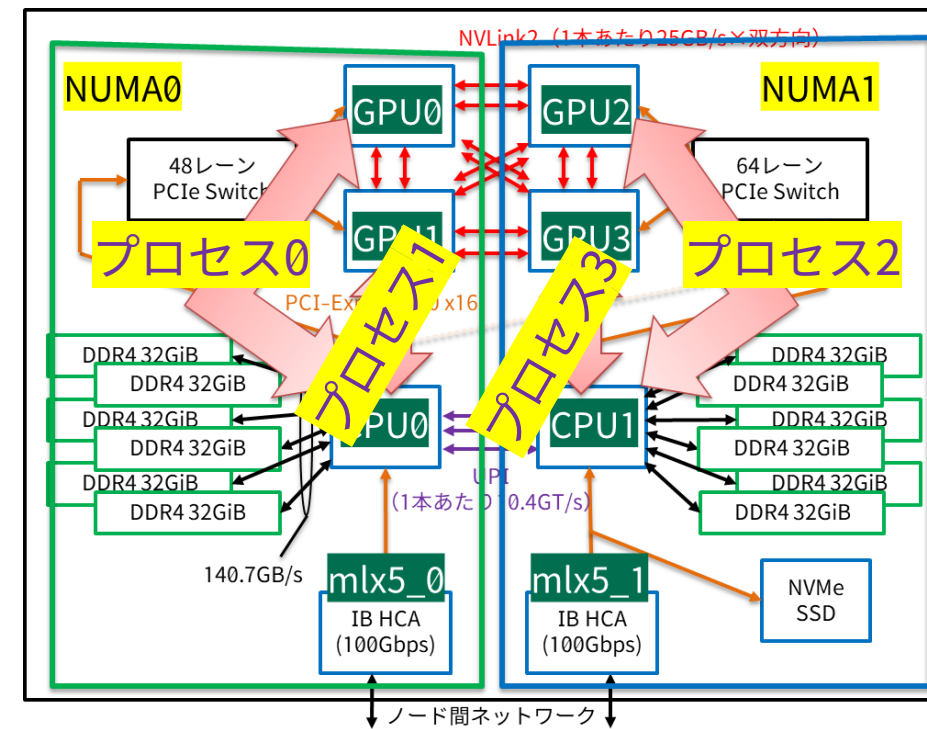 NVLink2（1本あたり25GB/s×双方向）
NUMA0
NUMA1
GPU0
GPU2
48レーン
PCIe Switch
64レーン
PCIe Switch
GPU1
GPU3
プロセス0
プロセス1
プロセス3
プロセス2
x16
DDR4 32GiB
DDR4 32GiB
DDR4 32GiB
DDR4 32GiB
DDR4 32GiB
DDR4 32GiB
CPU0
CPU1
DDR4 32GiB
DDR4 32GiB
DDR4 32GiB
DDR4 32GiB
DDR4 32GiB
DDR4 32GiB
UPI
（1本あたり10.4GT/s）
140.7GB/s
mlx5_0
IB HCA
(100Gbps)
mlx5_1
IB HCA
(100Gbps)
NVMe
SSD
ノード間ネットワーク